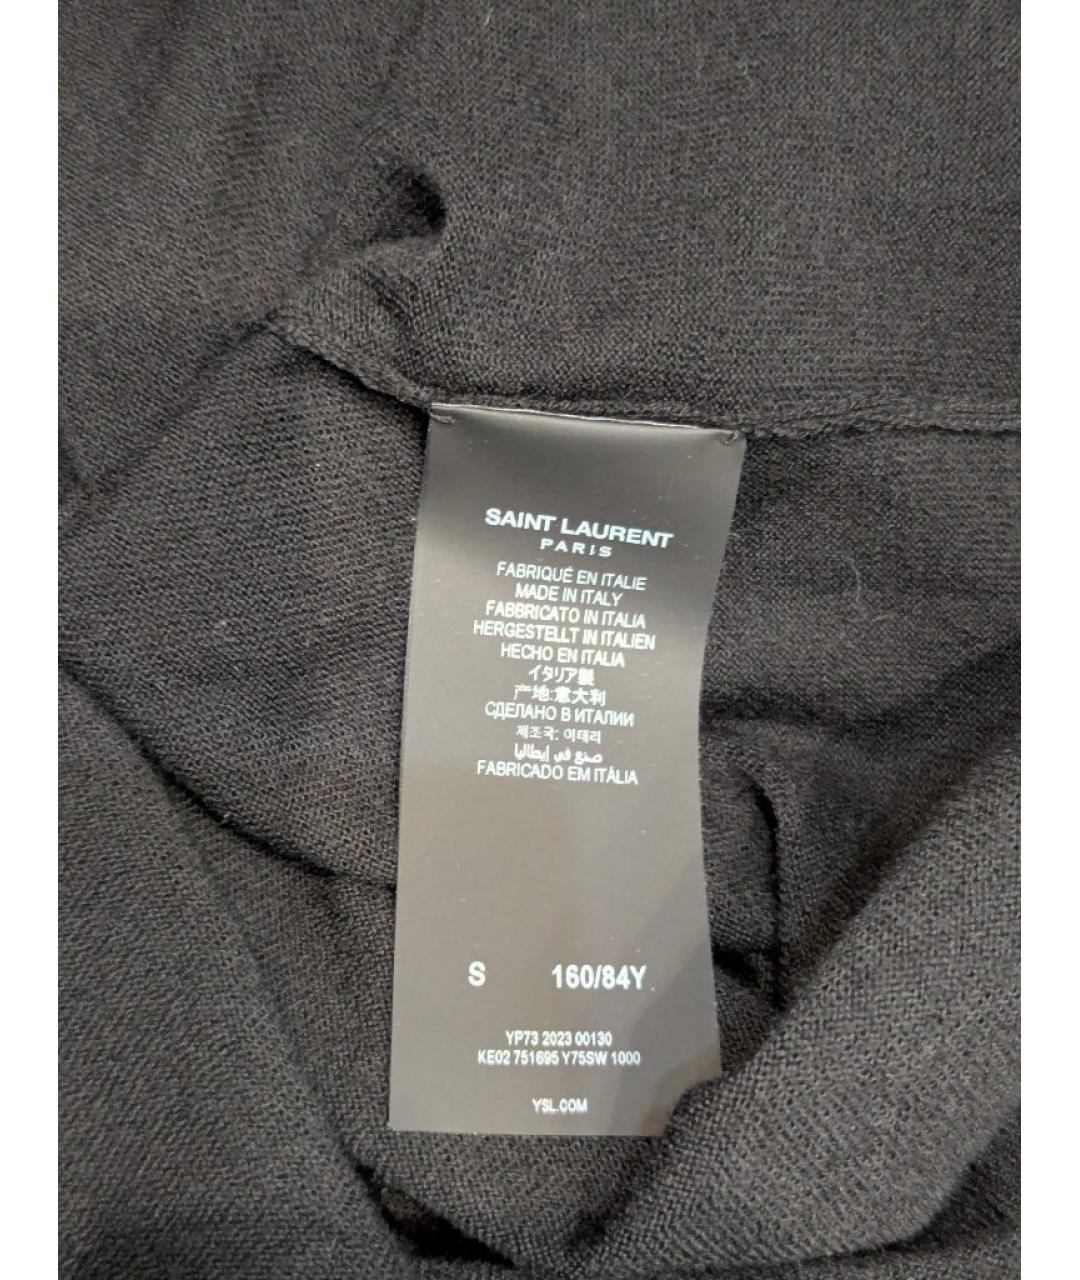 SAINT LAURENT
PARIS
FABRIQUÉ EN ITALIE
MADE IN ITALY
FABBRICATO IN ITALIA
HERGESTELLT IN ITALIEN
HECHO EN ITALIA
イタリア製
产地:意大利
СДЕЛАНО В ИТАЛИИ
제조국: 이태리
صنع في إيطاليا
FABRICADO EM ITÁLIA
S 160/84Y
YP73 2023 00130
KE02 751695 Y75SW 1000
YSL.COM